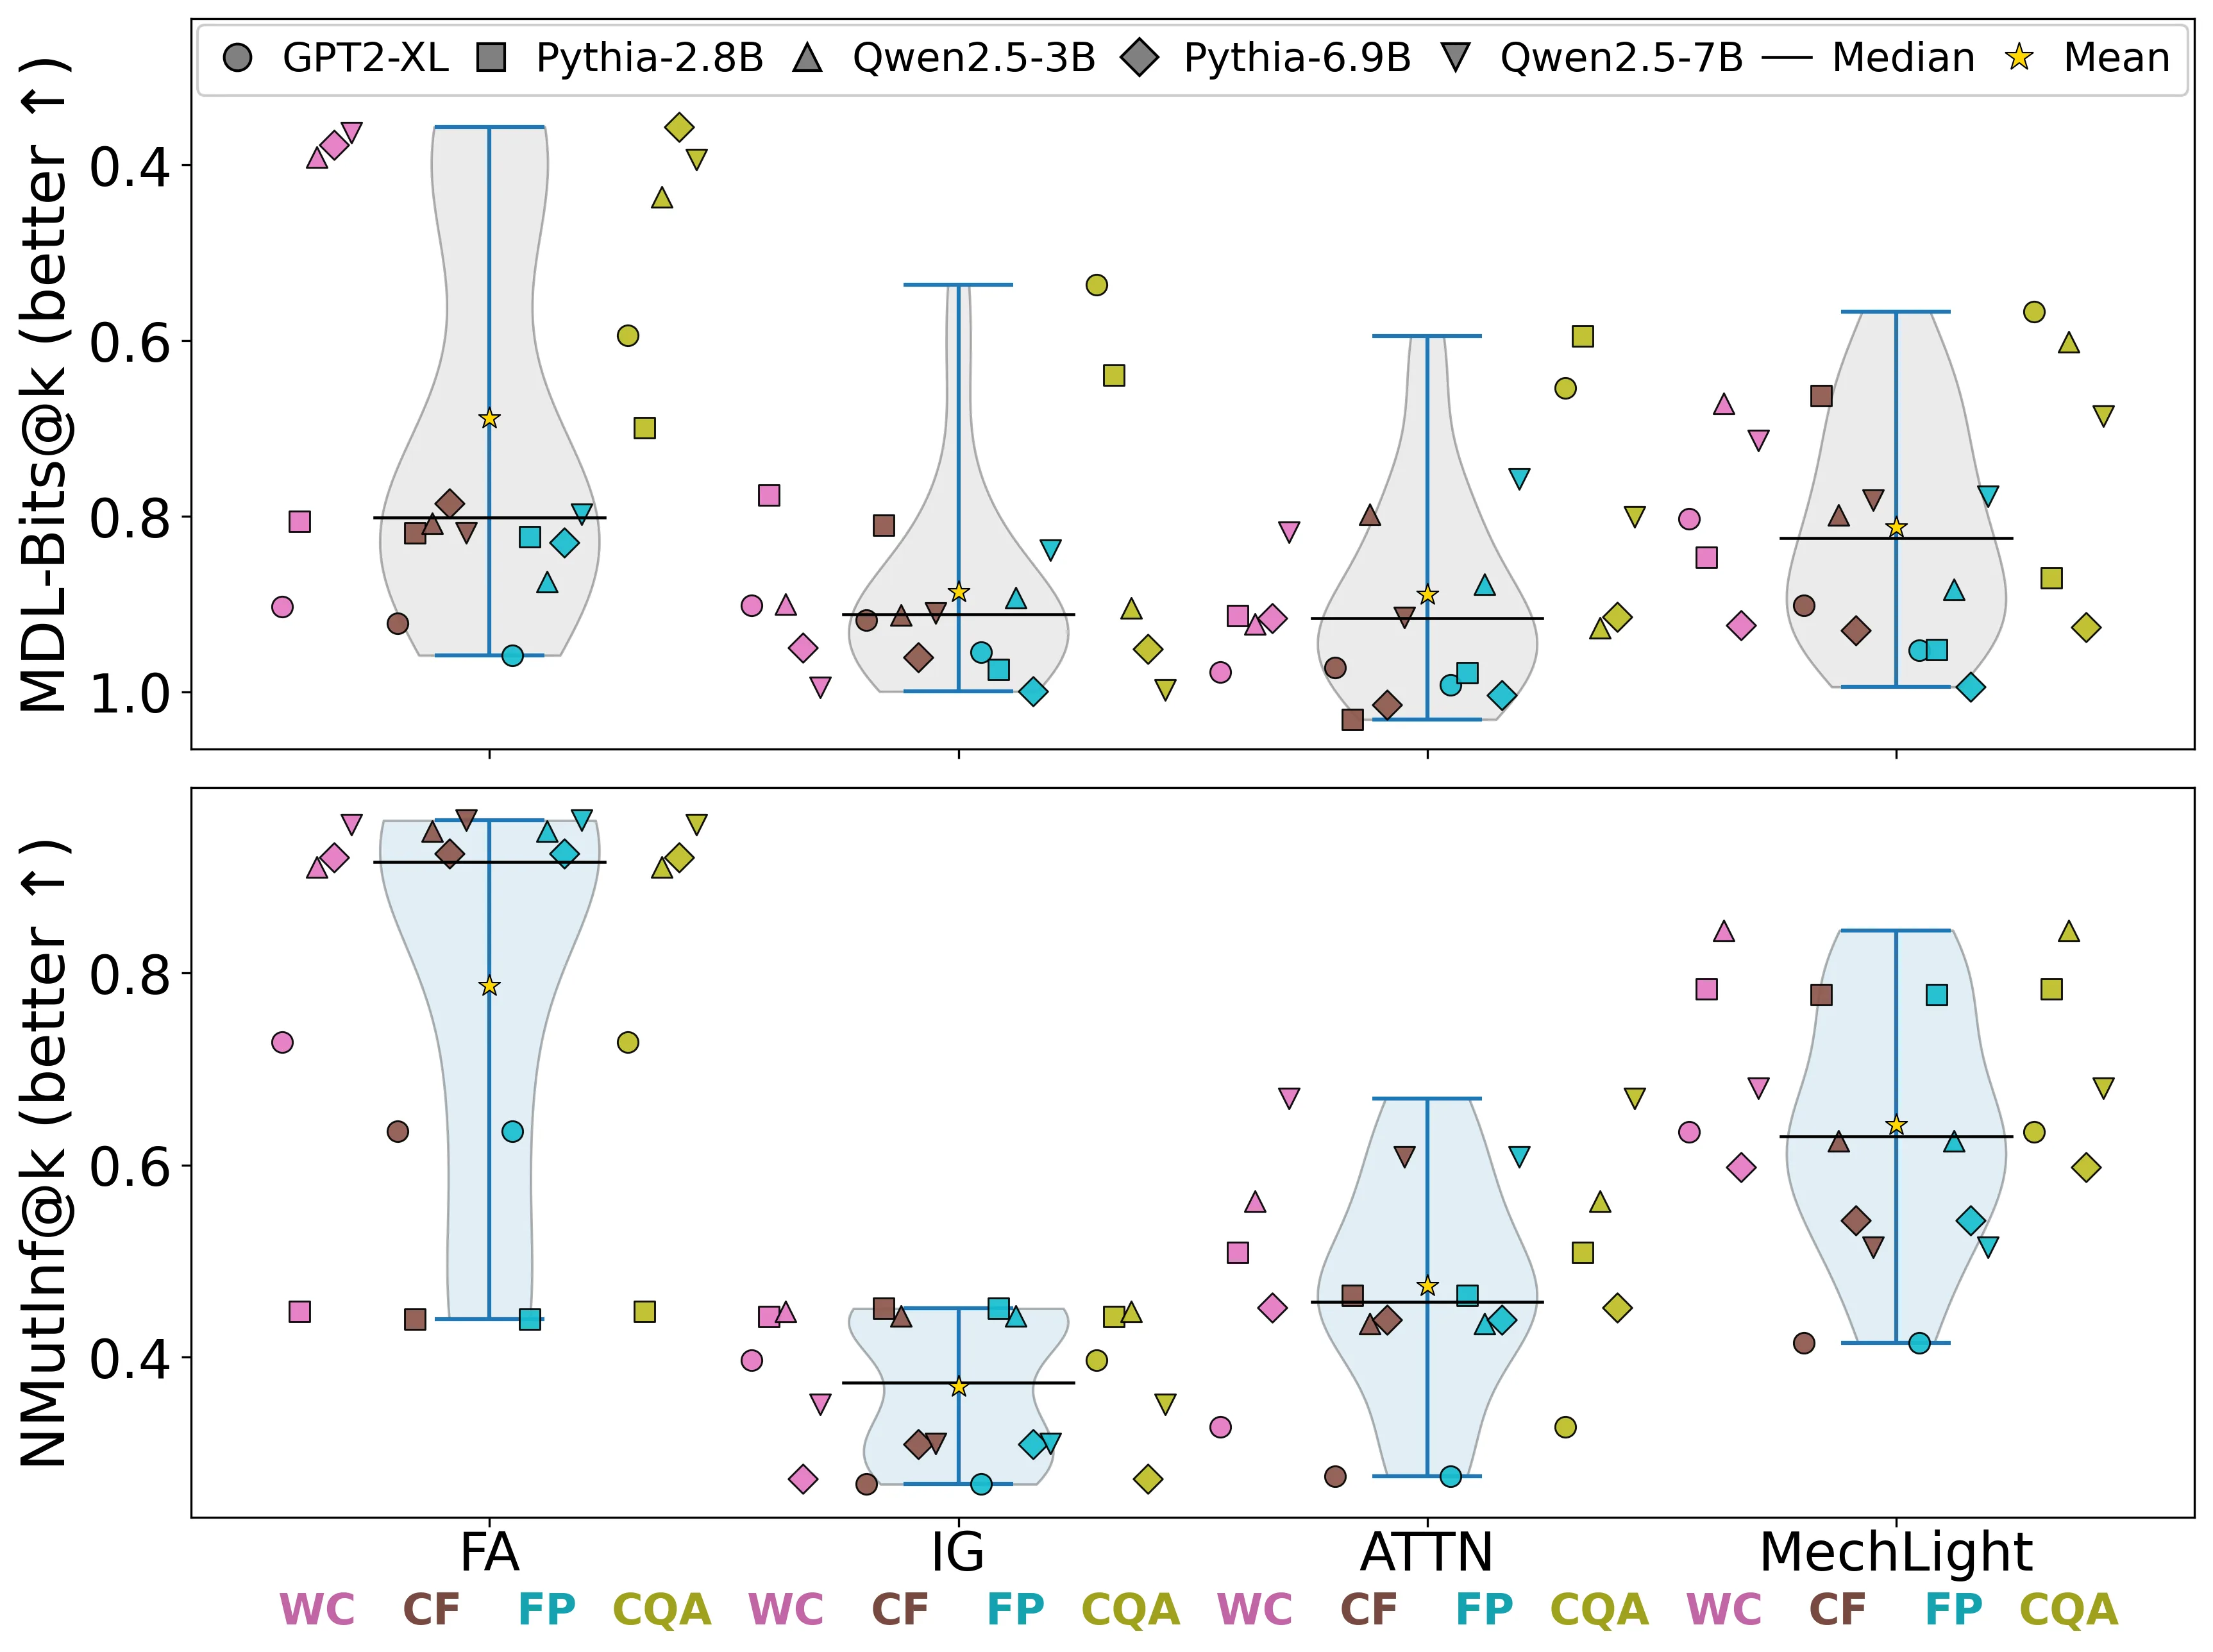 GPT2-XL Pythia-2.8B Qwen2.5-3B Pythia-6.9B Qwen2.5-7B Median Mean
MDL-Bits@k (better ↑)
0.4
0.6
0.8
1.0
NMutInf@k (better ↑)
0.8
0.6
0.4
FA IG ATTN MechLight
WC CF FP CQA WC CF FP CQA WC CF FP CQA WC CF FP CQA